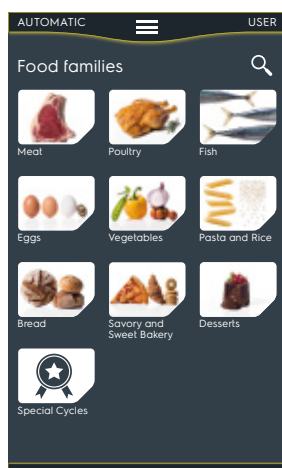 AUTOMATIC USER
Food families
Meat Poultry Fish
Eggs Vegetables Pasta and Rice
Bread Savory and Desserts
Sweet Bakery
Special Cycles